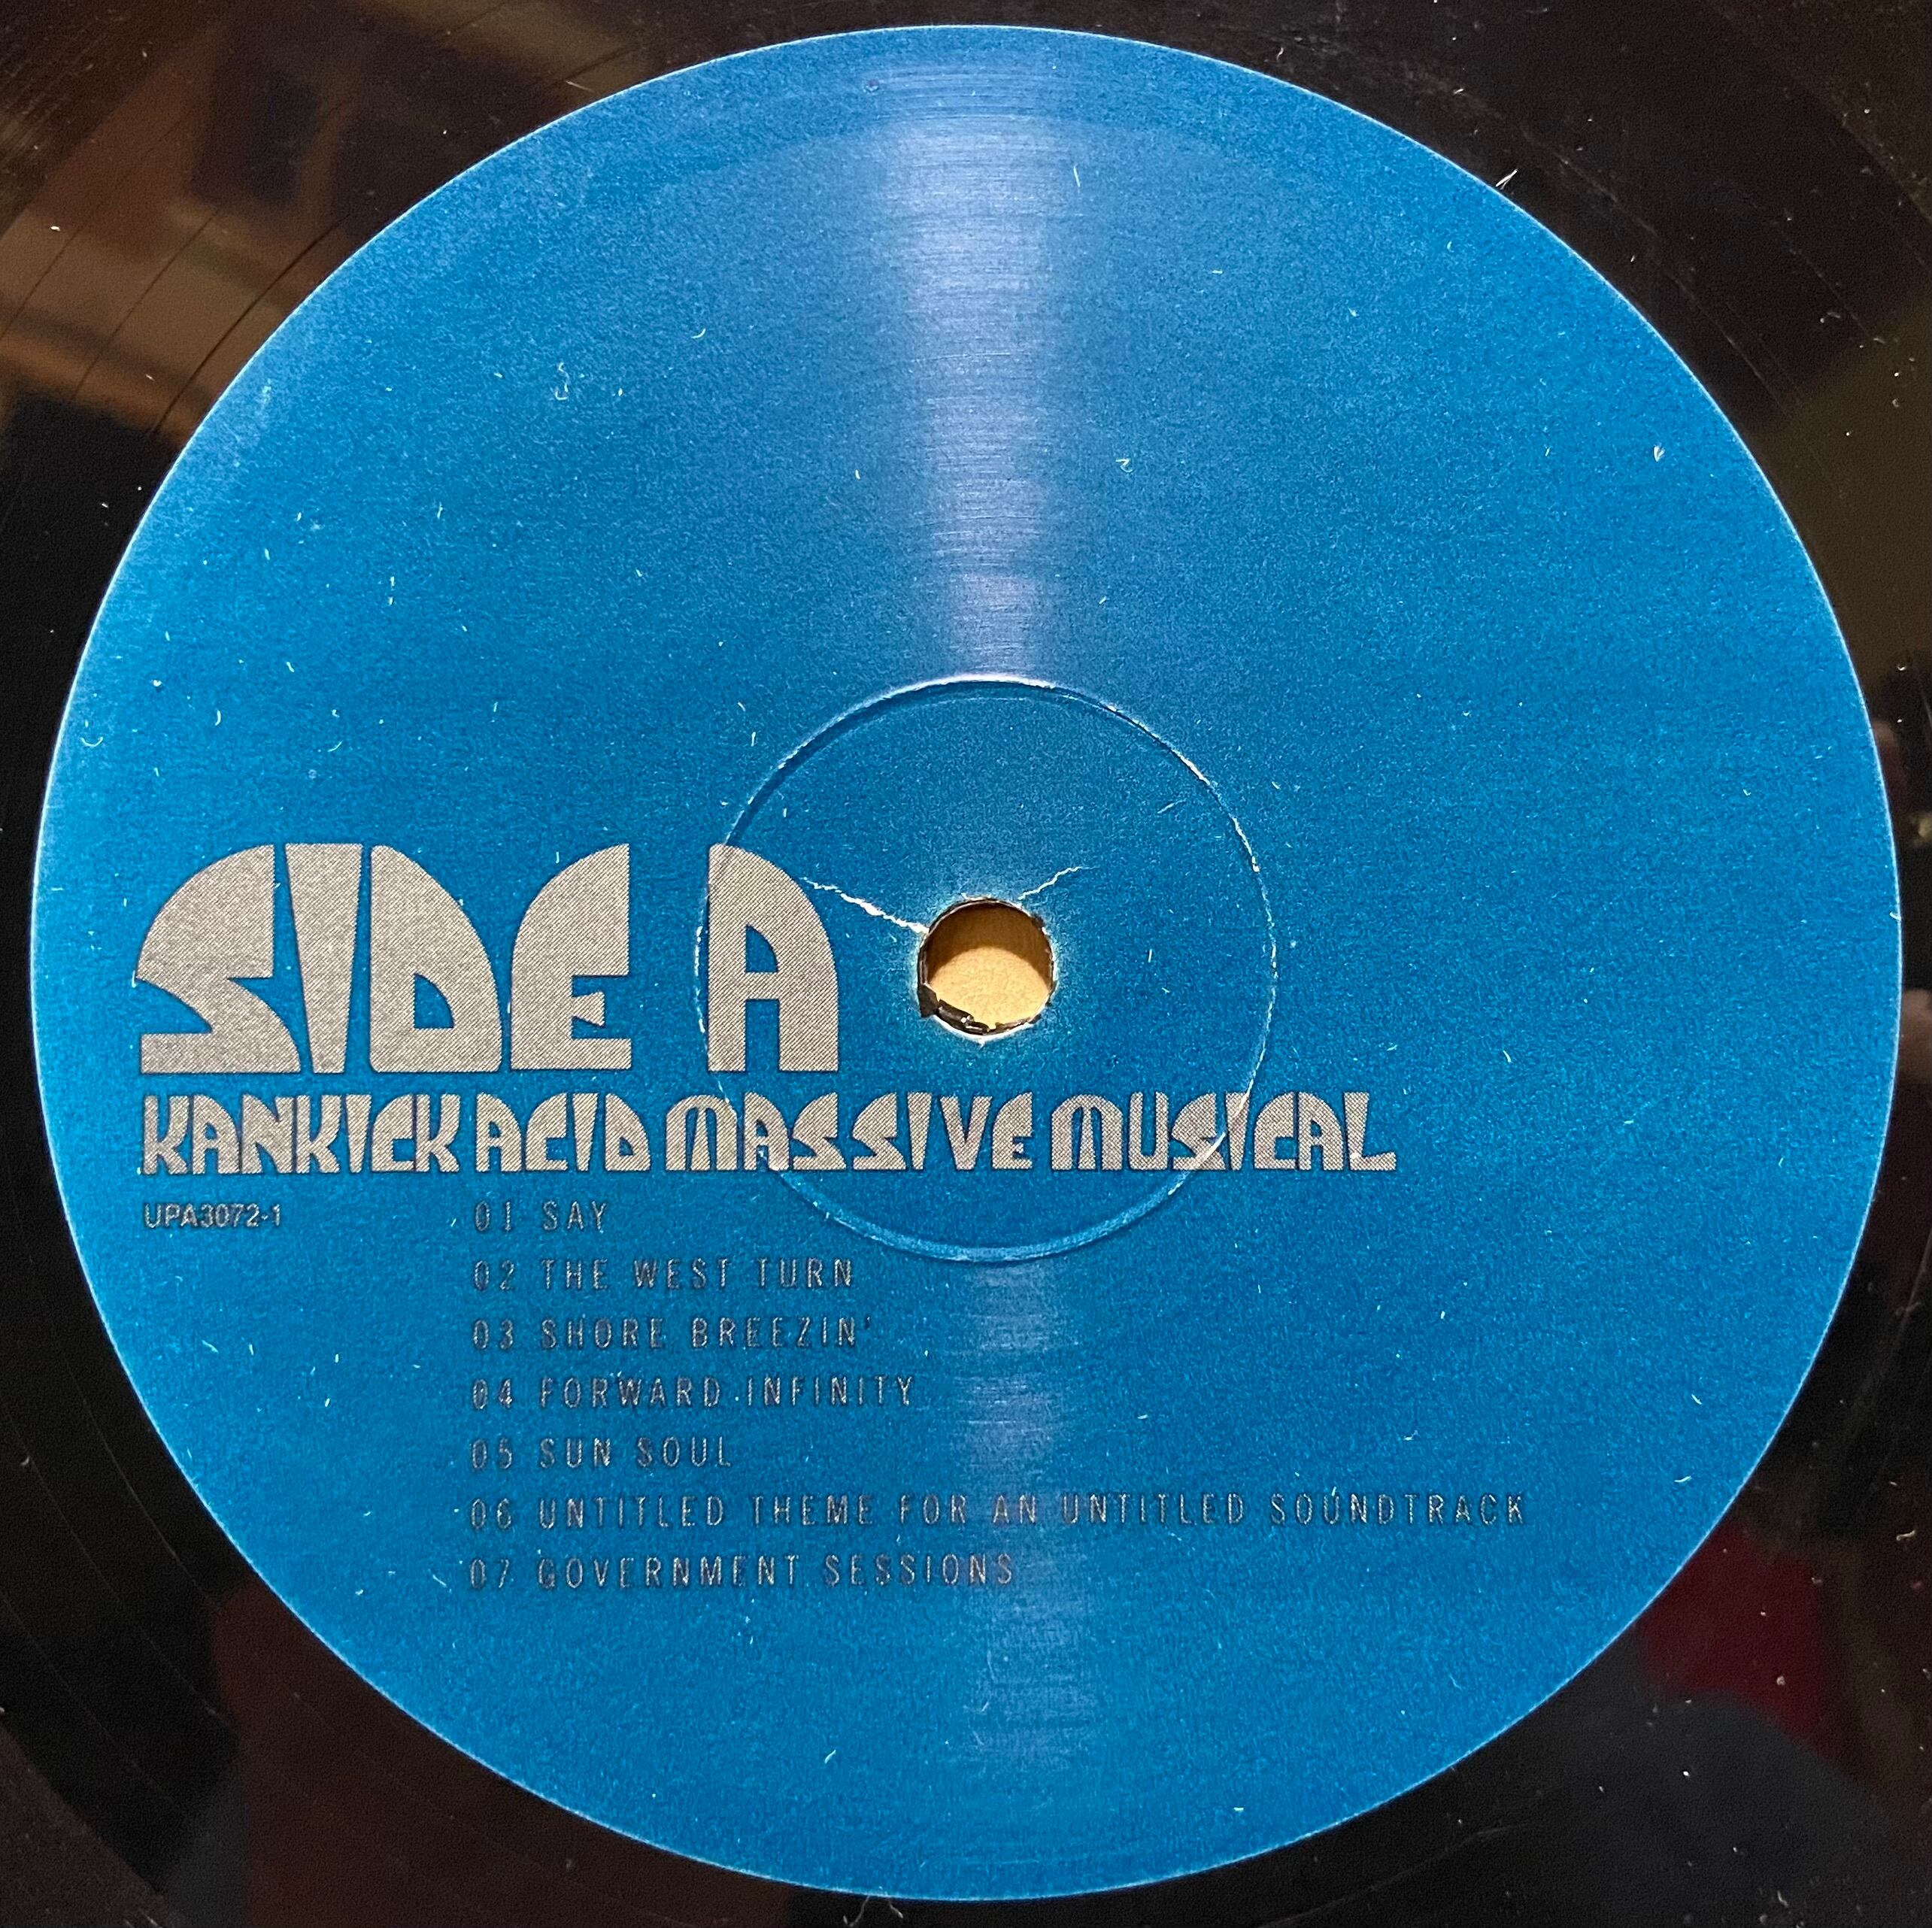 SIDE A
KANKICK ACID MASSIVE MUSICAL
UPA3072-1
01 SAY
02 THE WEST TURN
03 SHORE BREEZIN'
04 FORWARD INFINITY
05 SUN SOUL
06 UNTITLED THEME FOR AN UNTITLED SOUNDTRACK
07 GOVERNMENT SESSIONS